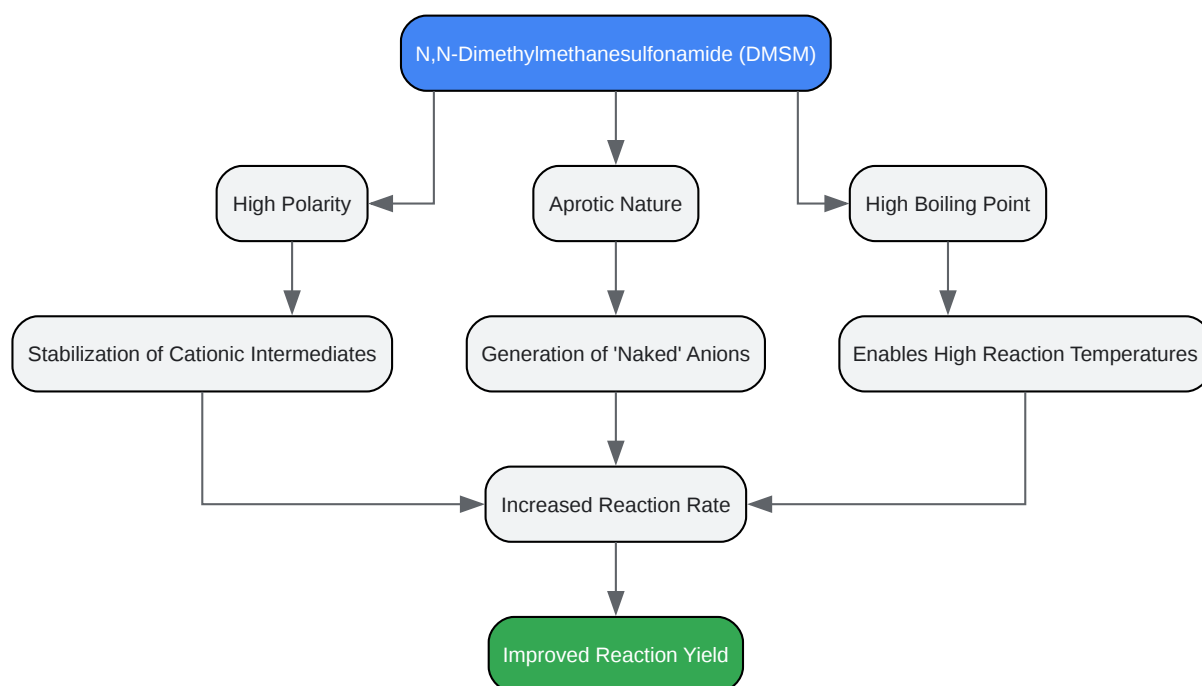 N,N-Dimethylmethanesulfonamide (DMSM)
High Polarity
Aprotic Nature
High Boiling Point
Stabilization of Cationic Intermediates
Generation of 'Naked' Anions
Enables High Reaction Temperatures
Increased Reaction Rate
Improved Reaction Yield